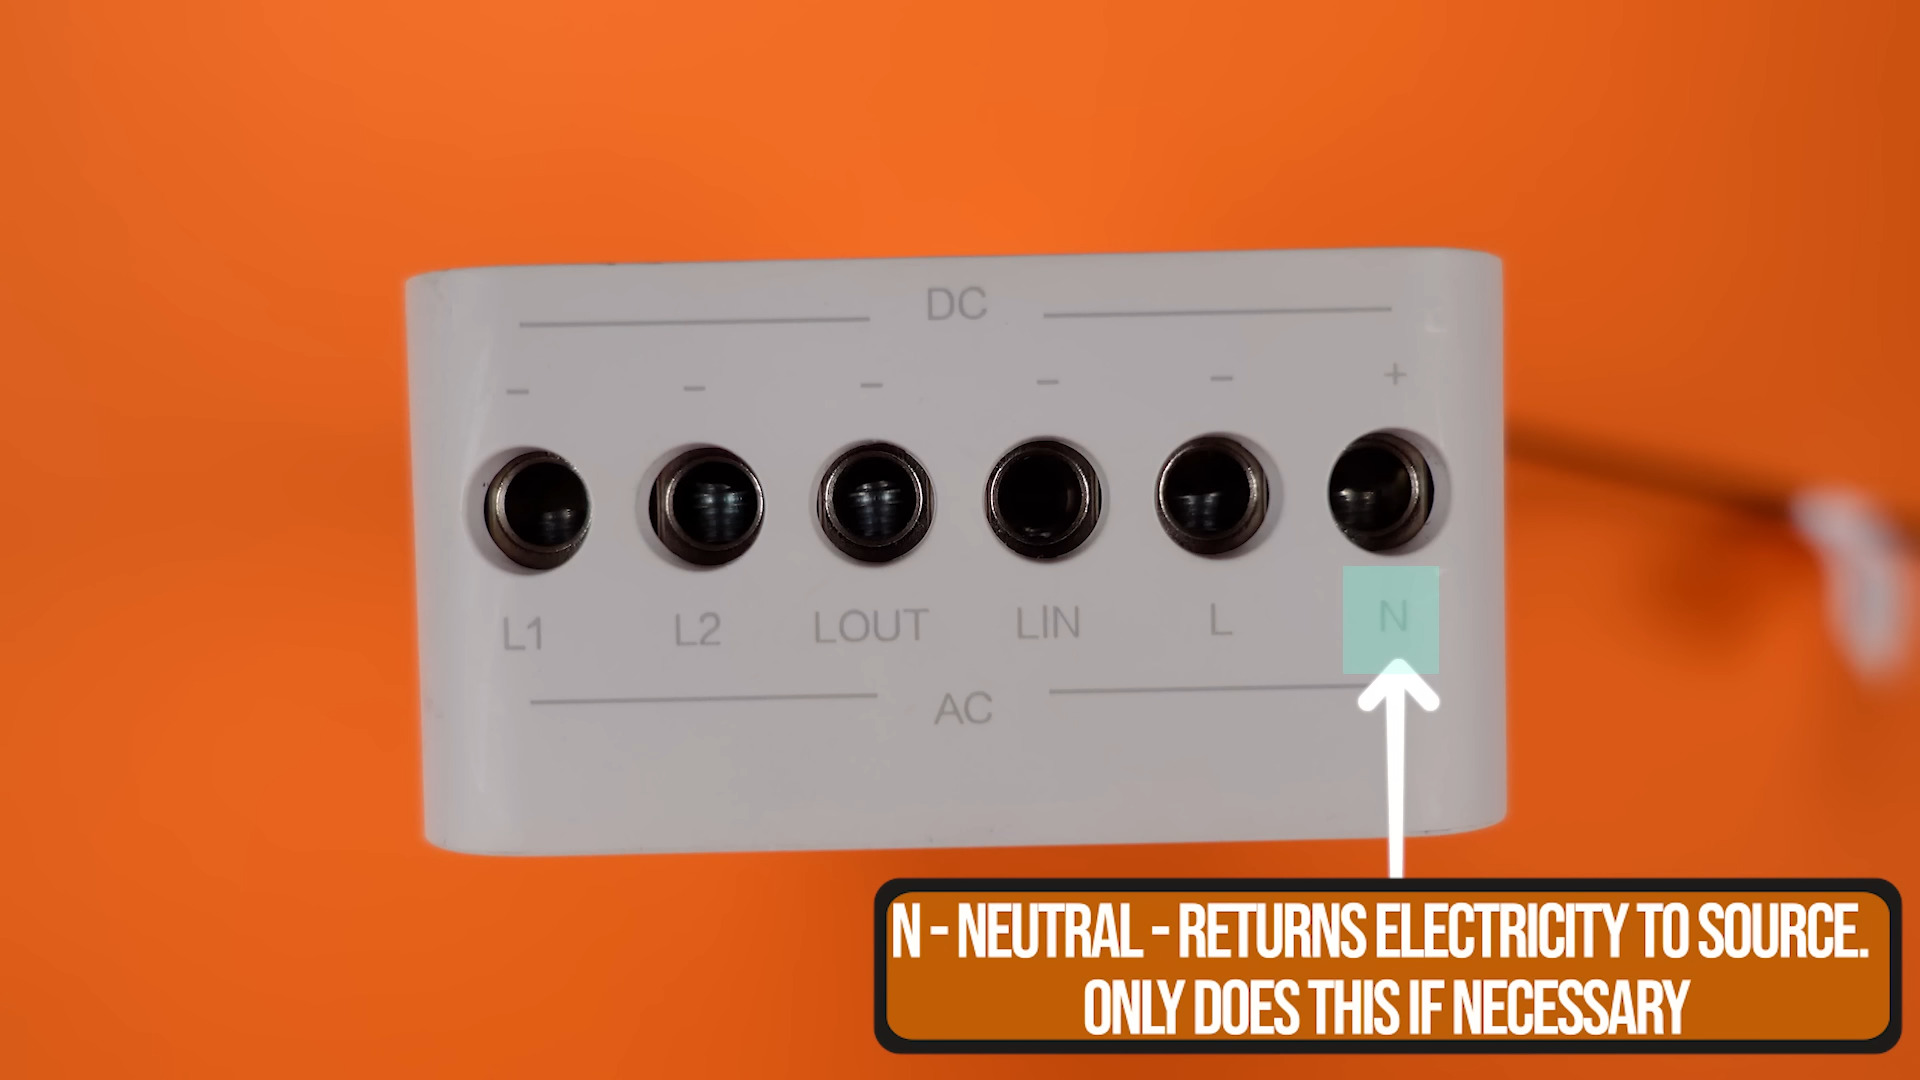 DC
- - - - - +
L1 L2 LOUT LIN L N
AC
N - NEUTRAL - RETURNS ELECTRICITY TO SOURCE.
ONLY DOES THIS IF NECESSARY